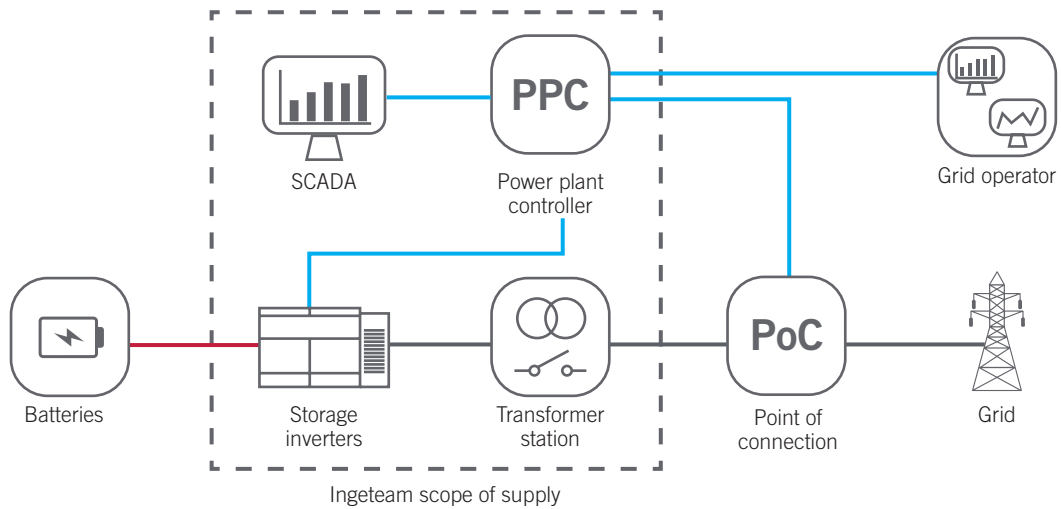 PPC
SCADA
Power plant
controller
Grid operator
PoC
Batteries
Storage
inverters
Transformer
station
Point of
connection
Grid
Ingeteam scope of supply